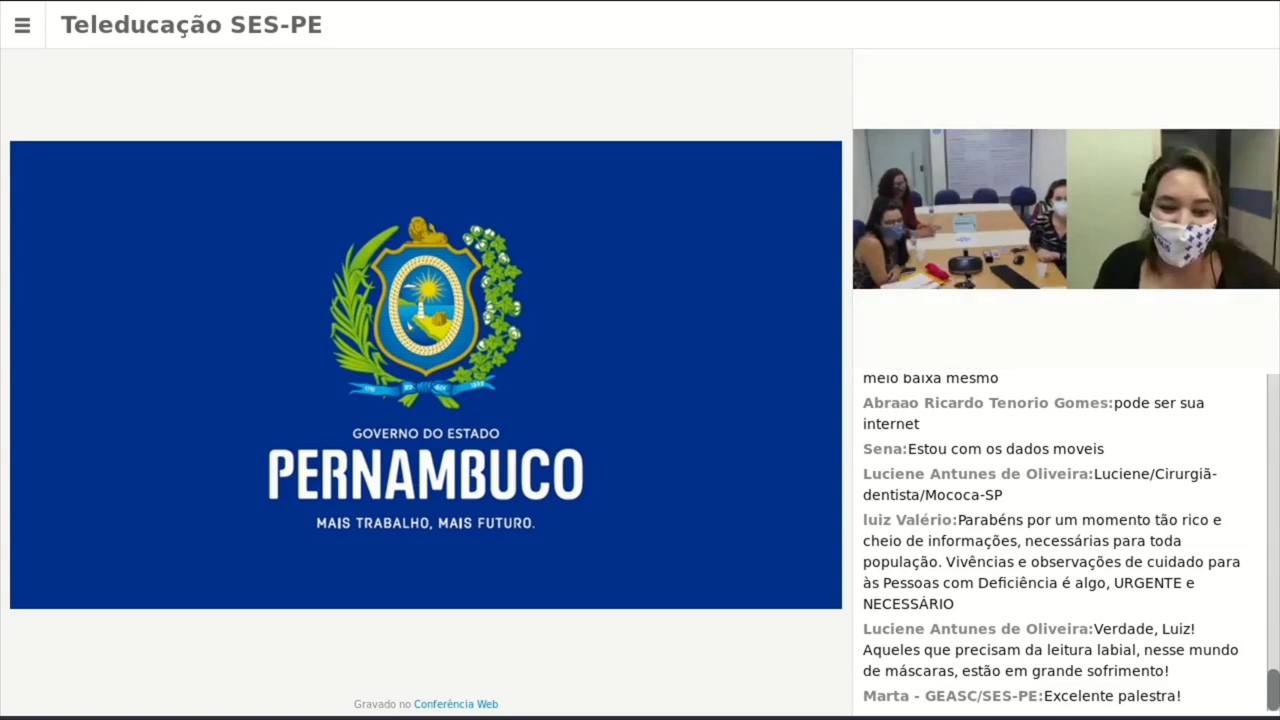 Teleducação SES-PE
GOVERNO DO ESTADO
PERNAMBUCO
MAIS TRABALHO, MAIS FUTURO.
Gravado no Conferência Web
meio baixa mesmo
Abraao Ricardo Tenorio Gomes:pode ser sua
internet
Sena:Estou com os dados moveis
Luciene Antunes de Oliveira:Luciene/Cirurgiã-
dentista/Mococa-SP
luiz Valério:Parabéns por um momento tão rico e
cheio de informações, necessárias para toda
população. Vivências e observações de cuidado para
às Pessoas com Deficiência é algo, URGENTE e
NECESSÁRIO
Luciene Antunes de Oliveira:Verdade, Luiz!
Aqueles que precisam da leitura labial, nesse mundo
de máscaras, estão em grande sofrimento!
Marta - GEASC/SES-PE:Excelente palestra!